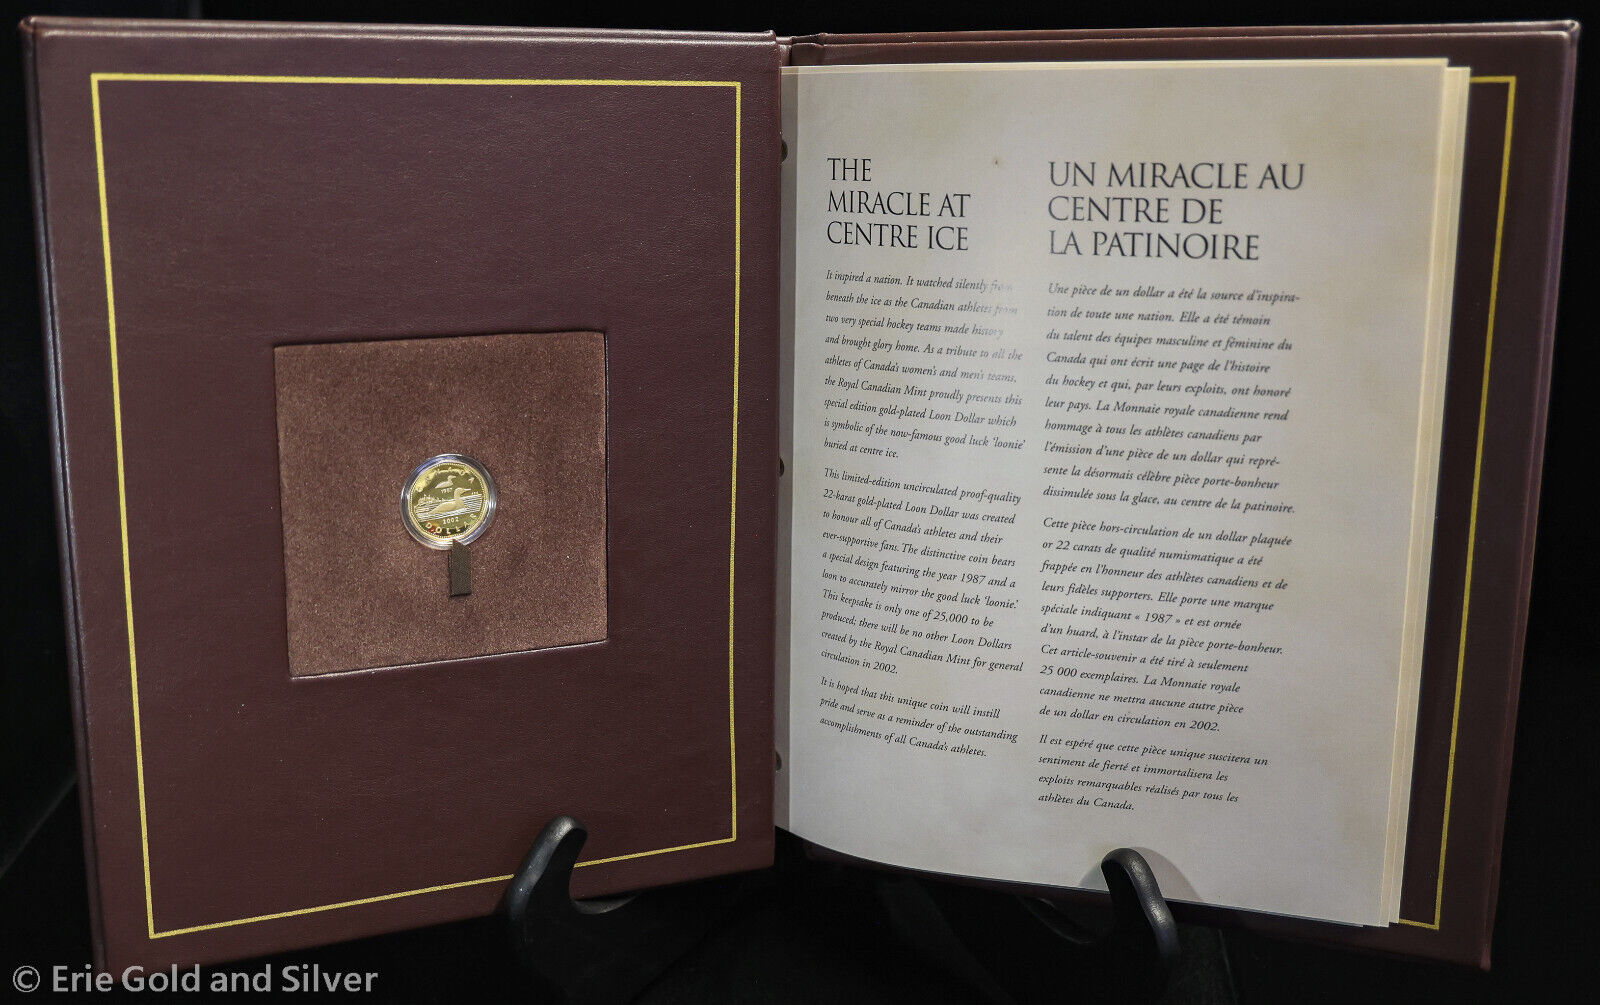 1987
2002
DOLLAR
THE
MIRACLE AT
CENTRE ICE
It inspired a nation. It watched silently from
beneath the ice as the Canadian athletes from
two very special hockey teams made history
and brought glory home. As a tribute to all the
athletes of Canada's women's and men's teams,
the Royal Canadian Mint proudly presents this
special edition gold-plated Loon Dollar which
is symbolic of the now-famous good luck 'loonie'
buried at centre ice.
This limited-edition uncirculated proof-quality
22-karat gold-plated Loon Dollar was created
to honour all of Canada's athletes and their
ever-supportive fans. The distinctive coin bears
a special design featuring the year 1987 and a
loon to accurately mirror the good luck 'loonie.'
This keepsake is only one of 25,000 to be
produced; there will be no other Loon Dollars
created by the Royal Canadian Mint for general
circulation in 2002.
It is hoped that this unique coin will instill
pride and serve as a reminder of the outstanding
accomplishments of all Canada's athletes.
UN MIRACLE AU
CENTRE DE
LA PATINOIRE
Une pièce de un dollar a été la source d'inspira-
tion de toute une nation. Elle a été témoin
du talent des équipes masculine et féminine du
Canada qui ont écrit une page de l'histoire
du hockey et qui, par leurs exploits, ont honoré
leur pays. La Monnaie royale canadienne rend
hommage à tous les athlètes canadiens par
l'émission d'une pièce de un dollar qui repré-
sente la désormais célèbre pièce porte-bonheur
dissimulée sous la glace, au centre de la patinoire.
Cette pièce hors-circulation de un dollar plaquée
or 22 carats de qualité numismatique a été
frappée en l'honneur des athlètes canadiens et de
leurs fidèles supporters. Elle porte une marque
spéciale indiquant « 1987 » et est ornée
d'un huard, à l'instar de la pièce porte-bonheur.
Cet article-souvenir a été tiré à seulement
25 000 exemplaires. La Monnaie royale
canadienne ne mettra aucune autre pièce
de un dollar en circulation en 2002.
Il est espéré que cette pièce unique suscitera un
sentiment de fierté et immortalisera les
exploits remarquables réalisés par tous les
athlètes du Canada.
© Erie Gold and Silver